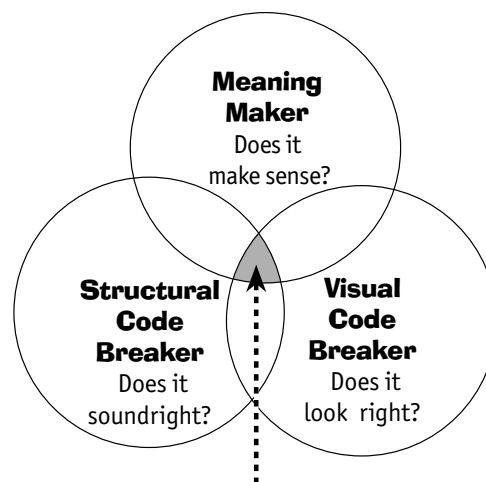 Meaning
Maker
Does it
make sense?
Structural
Code
Breaker
Does it
soundright?
Visual
Code
Breaker
Does it
look right?